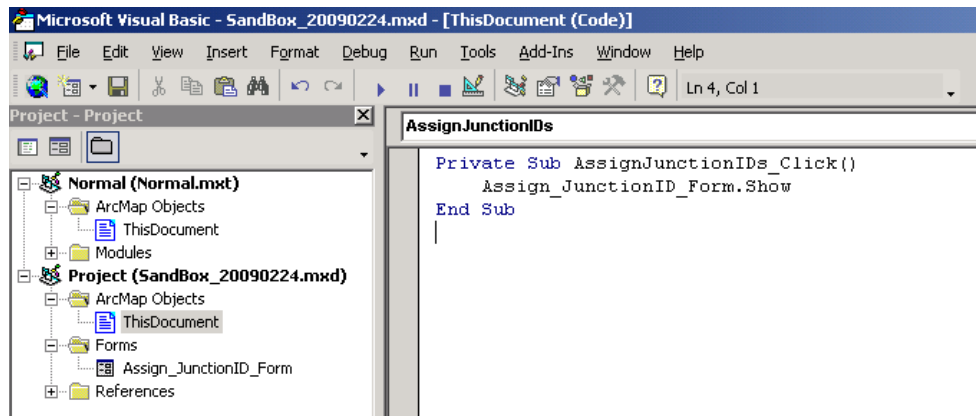 Microsoft Visual Basic - SandBox_20090224.mxd - [ThisDocument (Code)]
File Edit View Insert Format Debug Run Tools Add-Ins Window Help
Ln 4, Col 1
Project - Project
AssignJunctionIDs
Normal (Normal.mxt)
ArcMap Objects
ThisDocument
Modules
Project (SandBox_20090224.mxd)
ArcMap Objects
ThisDocument
Forms
Assign_JunctionID_Form
References
Private Sub AssignJunctionIDs_Click()
Assign_JunctionID_Form.Show
End Sub